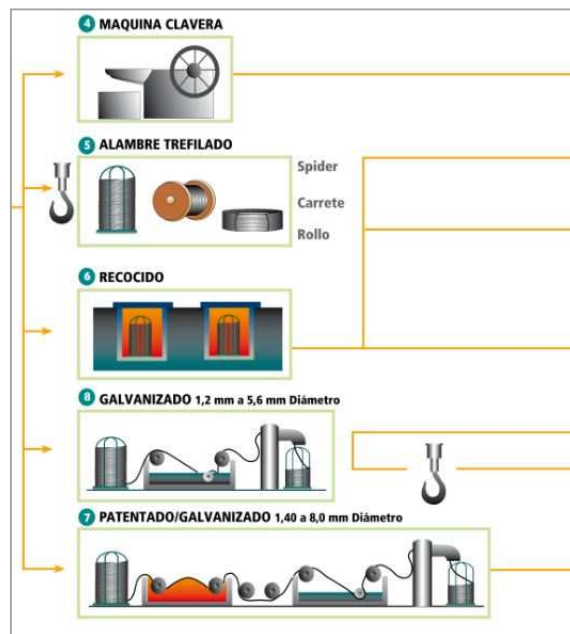 4 MAQUINA CLAVERA
5 ALAMBRE TREFILADO
Spider
Carrete
Rollo
6 RECOCIDO
8 GALVANIZADO 1,2 mm a 5,6 mm Diámetro
7 PATENTADO/GALVANIZADO 1,40 a 8,0 mm Diámetro